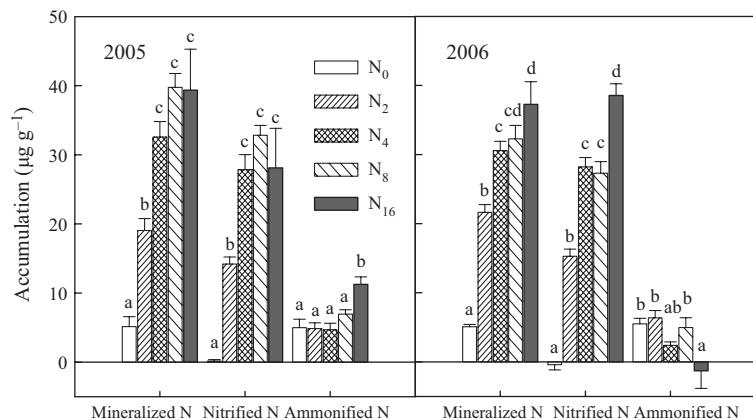 50
40
30
20
10
0
Accumulation (µg g⁻¹)
2005
2006
N₀
N₂
N₄
N₈
N₁₆
a b c c c
a b c c c
a a a a b
a b c cd d
a b c c d
b b ab b a
Mineralized N Nitrified N Ammonified N
Mineralized N Nitrified N Ammonified N